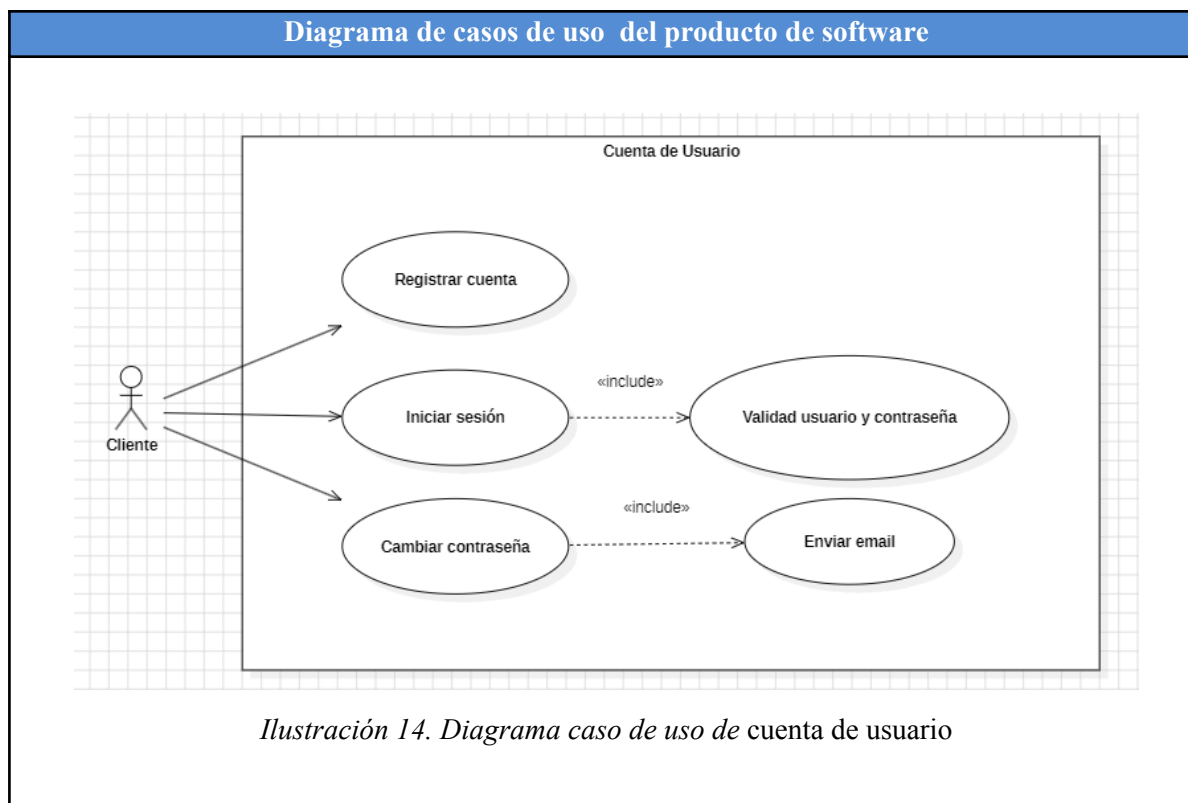 Diagrama de casos de uso del producto de software
Cuenta de Usuario
Registrar cuenta
Cliente
Iniciar sesión
«include»
Validad usuario y contraseña
Cambiar contraseña
«include»
Enviar email
Ilustración 14. Diagrama caso de uso de cuenta de usuario